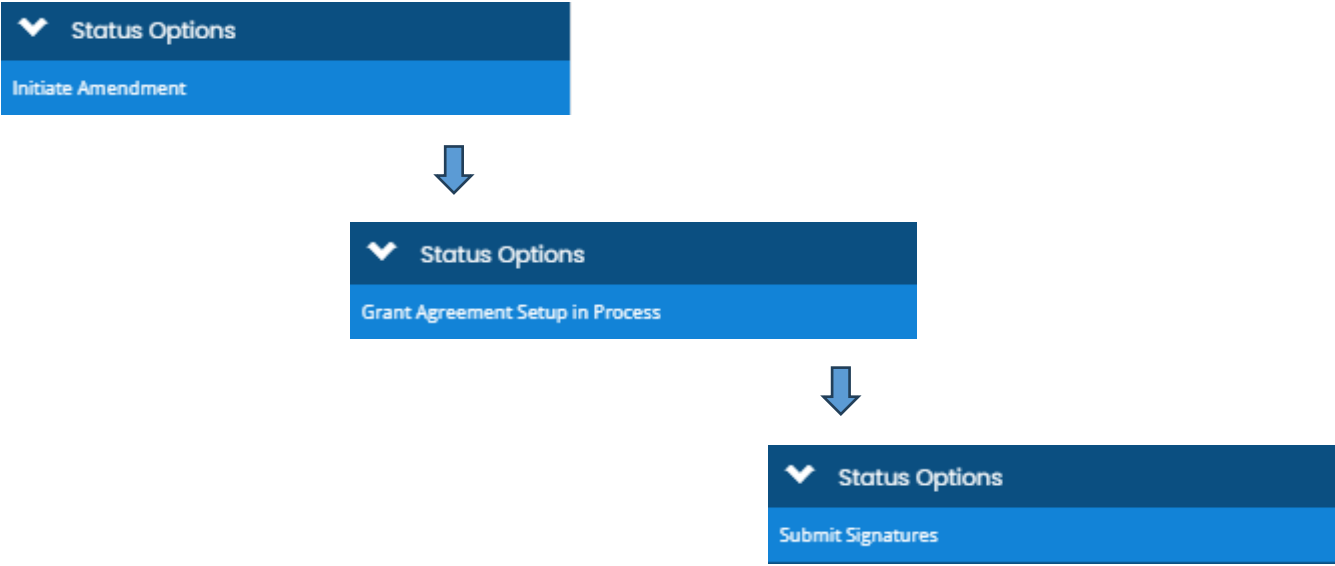 Status Options
Initiate Amendment
Status Options
Grant Agreement Setup in Process
Status Options
Submit Signatures